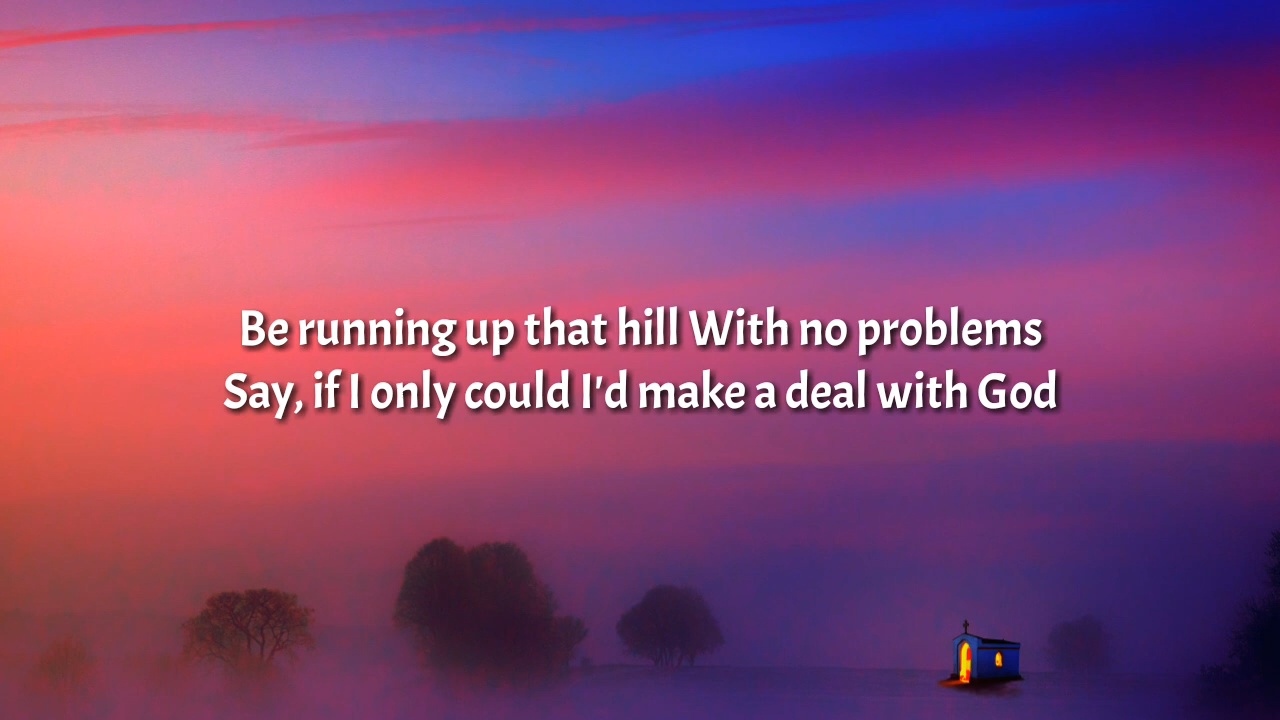 Be running up that hill With no problems
Say, if I only could I'd make a deal with God